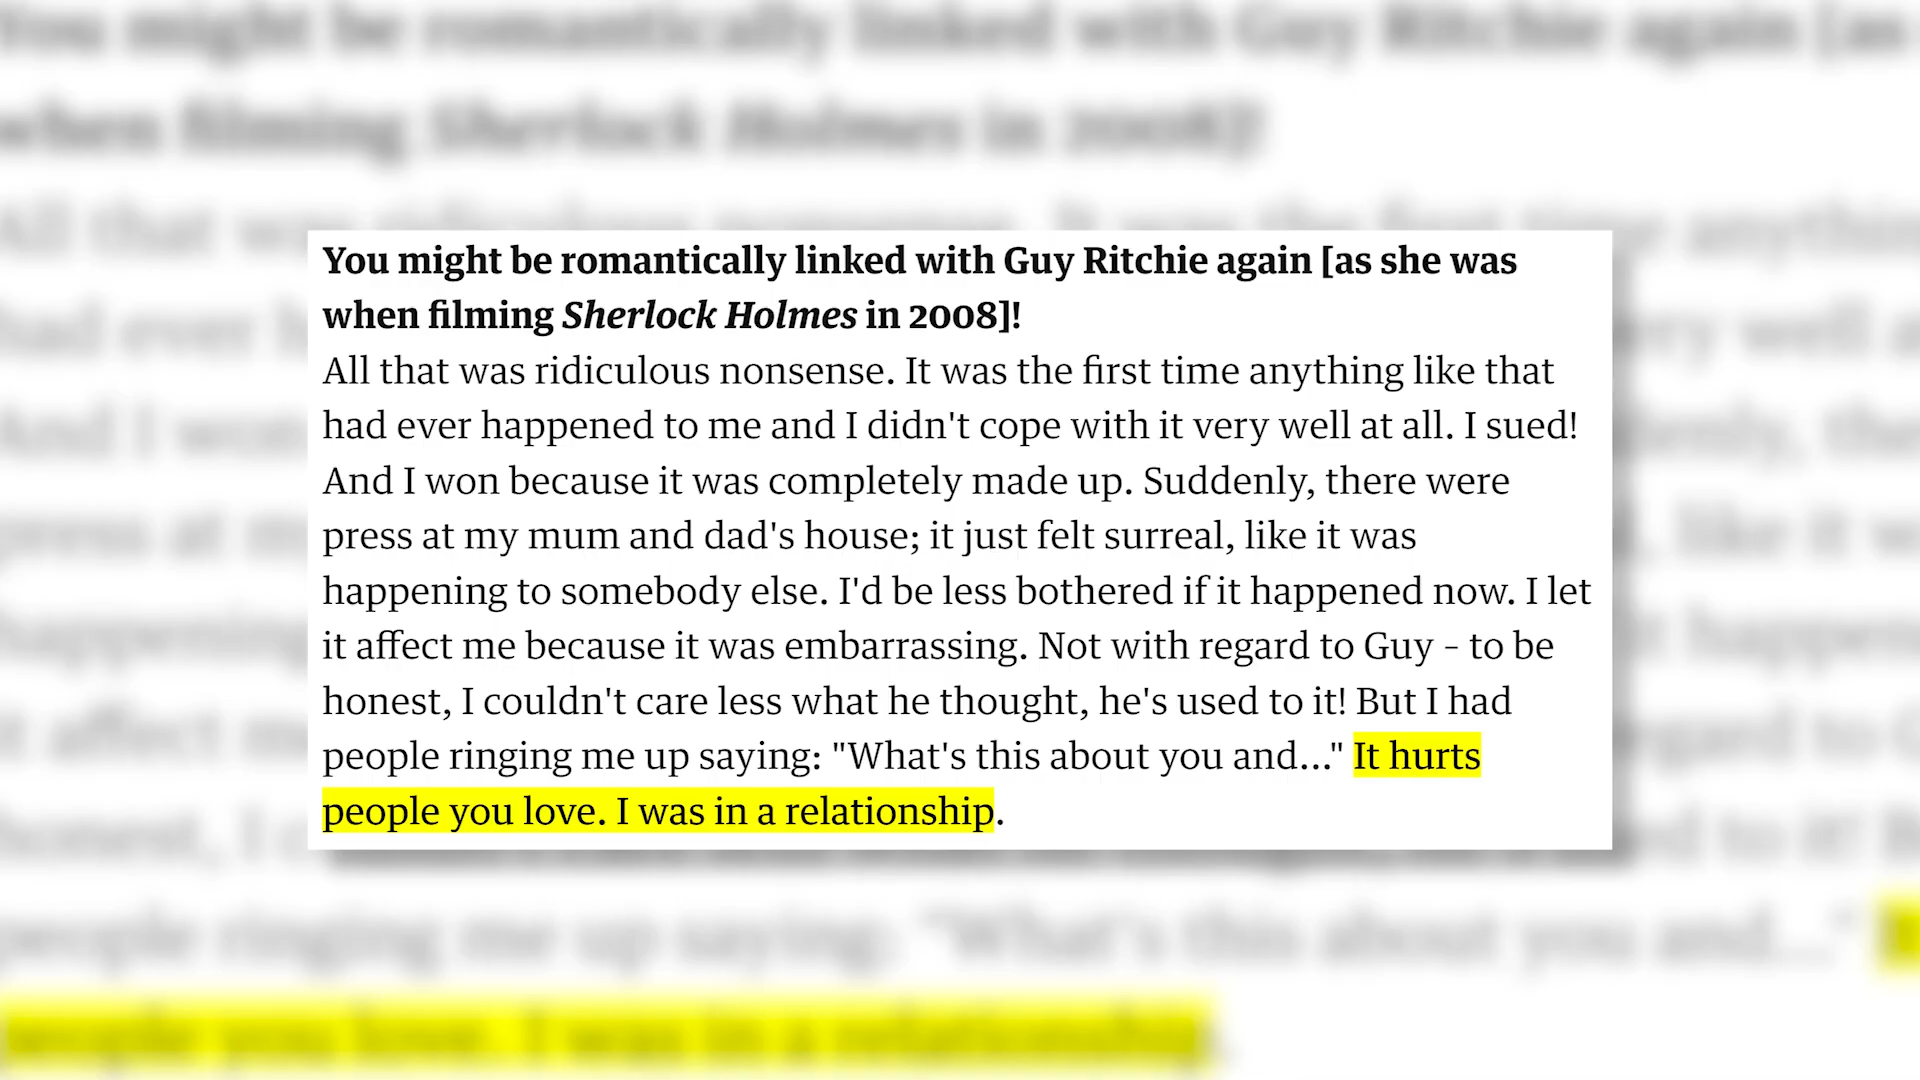 You might be romantically linked with Guy Ritchie again [as she was
when filming Sherlock Holmes in 2008]!
All that was ridiculous nonsense. It was the first time anything like that
had ever happened to me and I didn't cope with it very well at all. I sued!
And I won because it was completely made up. Suddenly, there were
press at my mum and dad's house; it just felt surreal, like it was
happening to somebody else. I'd be less bothered if it happened now. I let
it affect me because it was embarrassing. Not with regard to Guy – to be
honest, I couldn't care less what he thought, he's used to it! But I had
people ringing me up saying: "What's this about you and..." It hurts
people you love. I was in a relationship.